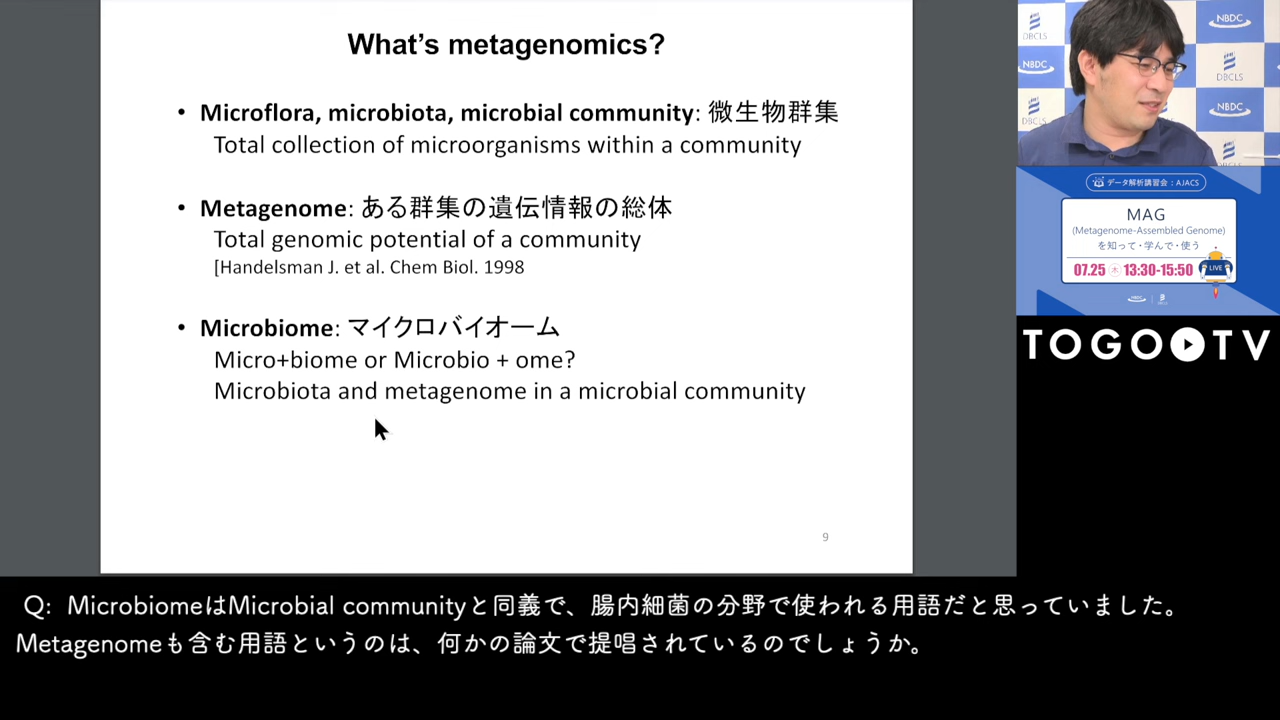 What's metagenomics?
• Microflora, microbiota, microbial community: 微生物群集
Total collection of microorganisms within a community
• Metagenome: ある群集の遺伝情報の総体
Total genomic potential of a community
[Handelsman J. et al. Chem Biol. 1998
• Microbiome: マイクロバイオーム
Micro+biome or Microbio + ome?
Microbiota and metagenome in a microbial community
9
DBCLS
NBDC
NBDC
DBCLS
NBDC
DBCLS
データ解析講習会：AJACS
MAG
(Metagenome-Assembled Genome)
を知って・学んで・使う
07.25 木 13:30-15:50
LIVE
TOGO TV
Q: MicrobiomeはMicrobial communityと同義で、腸内細菌の分野で使われる用語だと思っていました。
Metagenomeも含む用語というのは、何かの論文で提唱されているのでしょうか。